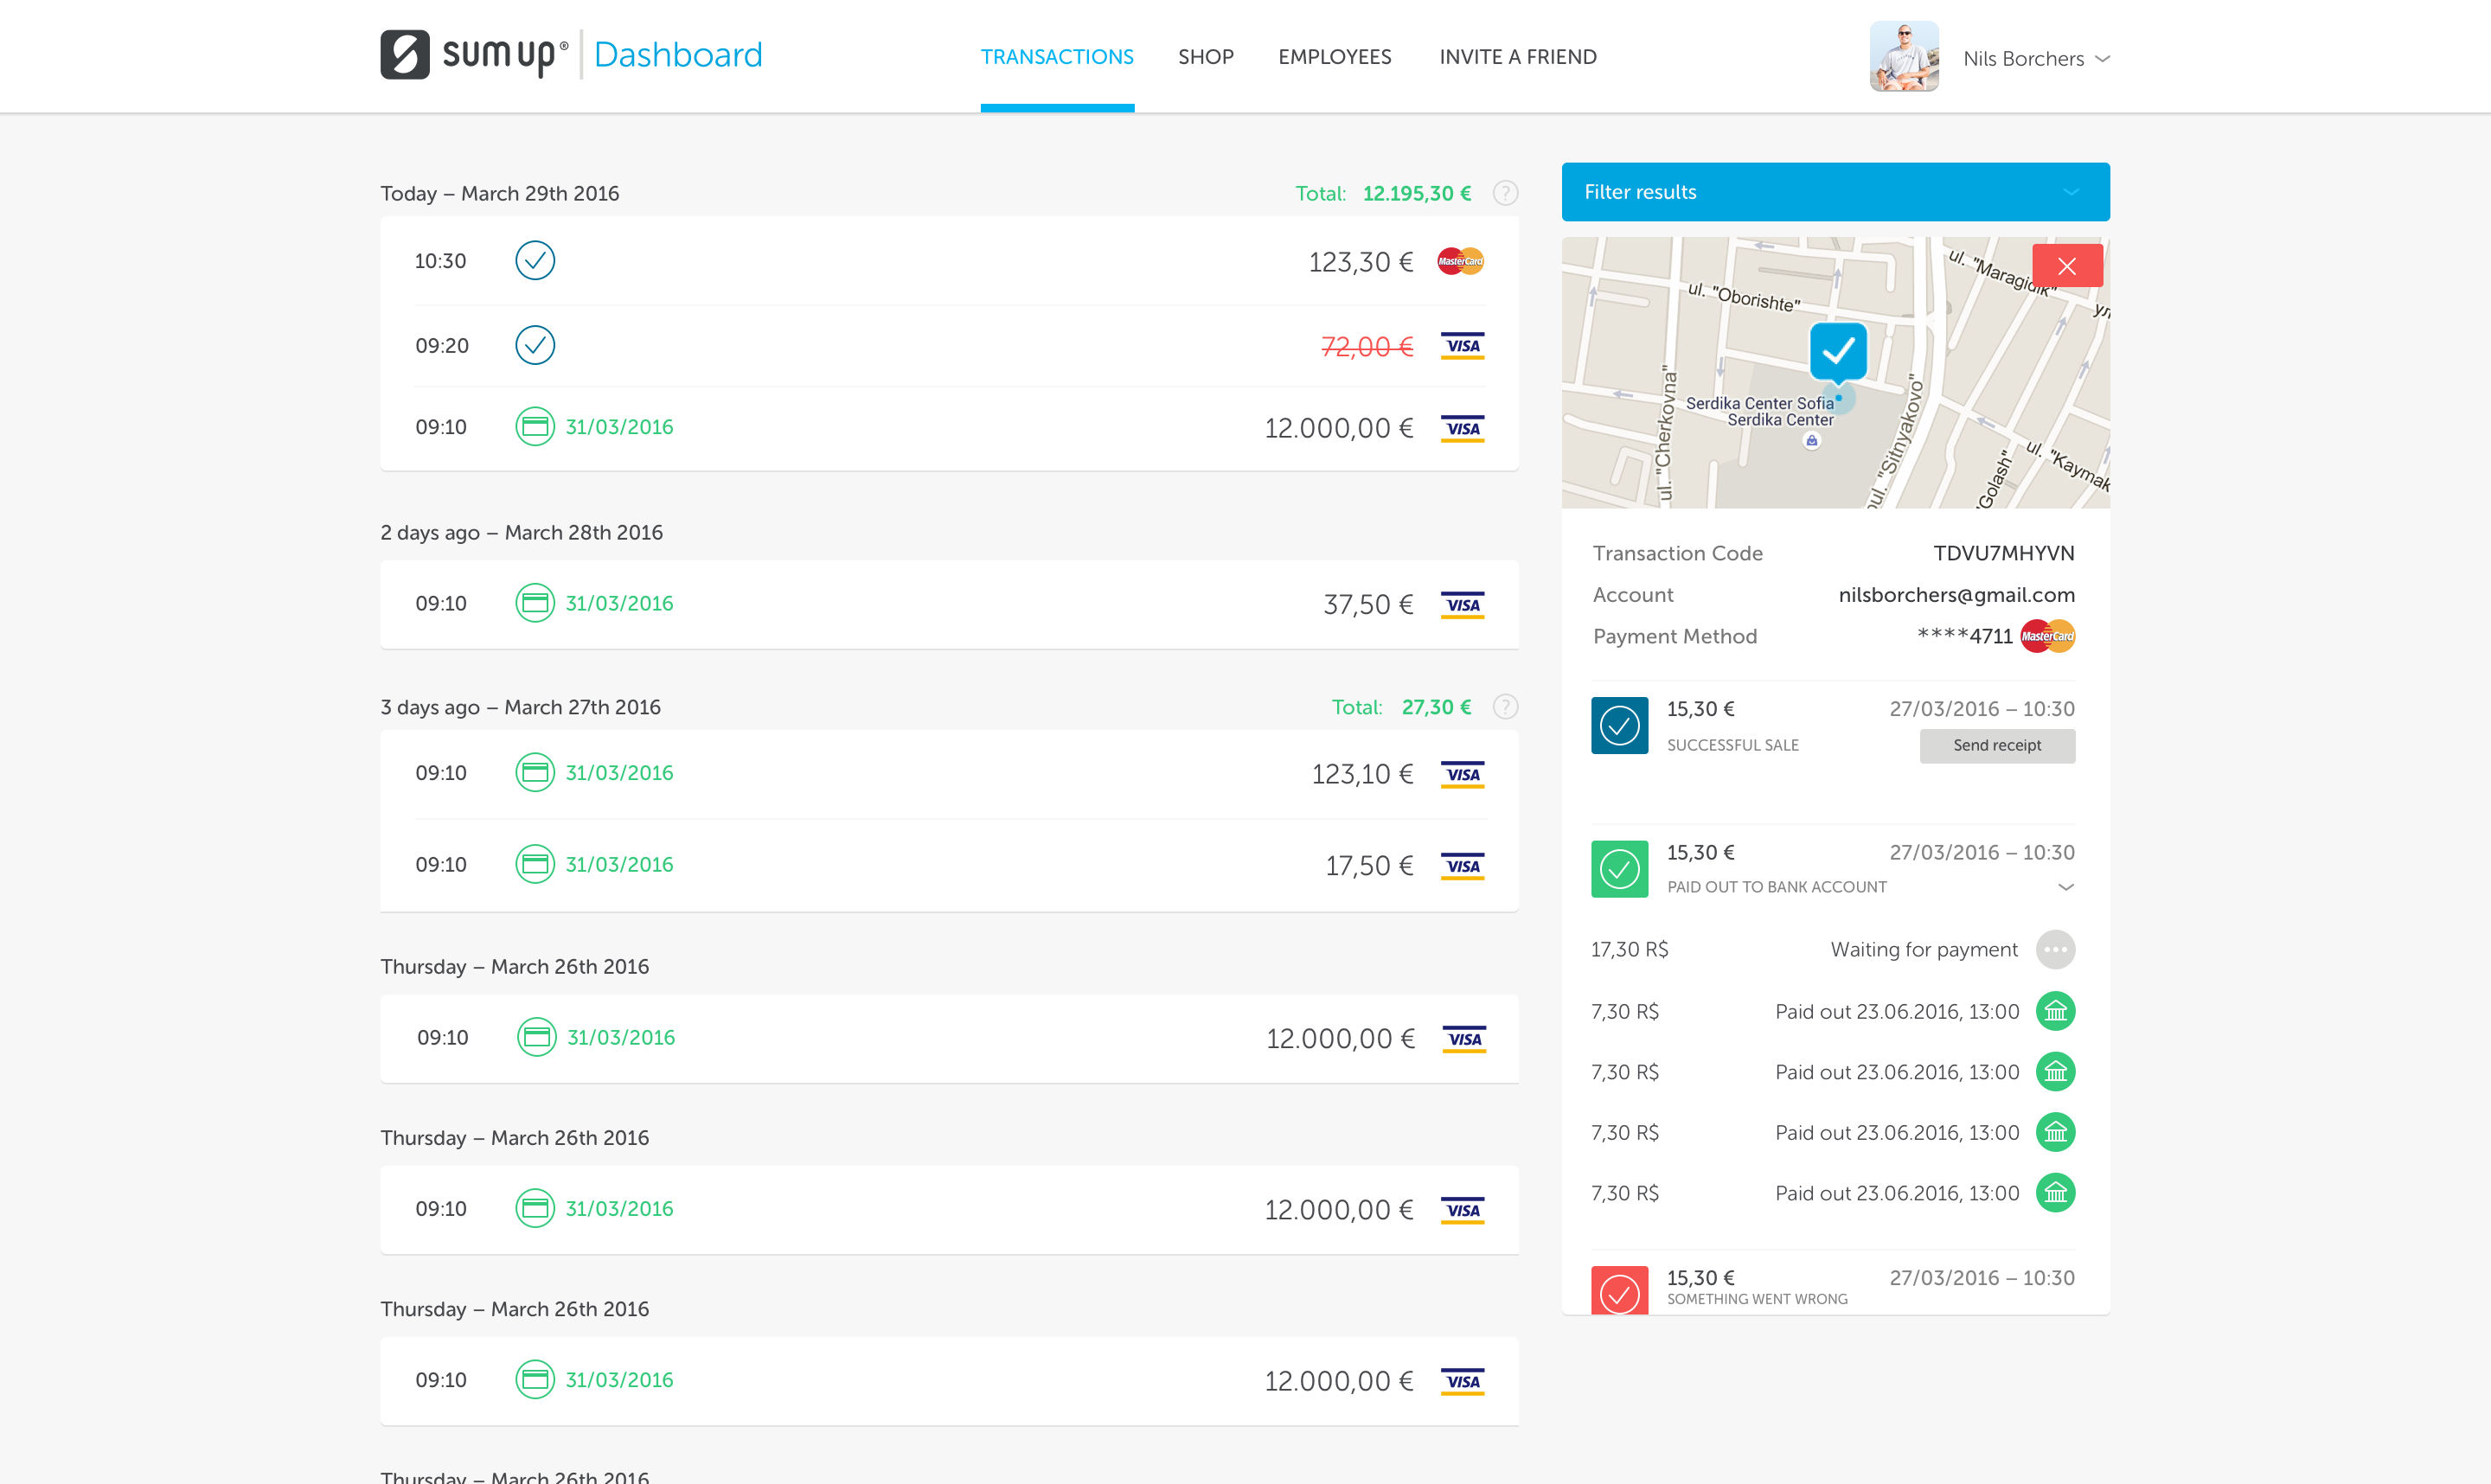 sumup® Dashboard
TRANSACTIONS SHOP EMPLOYEES INVITE A FRIEND
Nils Borchers
Today – March 29th 2016 Total: 12.195,30 € ?
10:30 123,30 € MasterCard
09:20 72,00 € VISA
09:10 31/03/2016 12.000,00 € VISA
2 days ago – March 28th 2016
09:10 31/03/2016 37,50 € VISA
3 days ago – March 27th 2016 Total: 27,30 € ?
09:10 31/03/2016 123,10 € VISA
09:10 31/03/2016 17,50 € VISA
Thursday – March 26th 2016
09:10 31/03/2016 12.000,00 € VISA
Thursday – March 26th 2016
09:10 31/03/2016 12.000,00 € VISA
Thursday – March 26th 2016
09:10 31/03/2016 12.000,00 € VISA
Thursday – March 26th 2016
Filter results
ul. "Maragidik"
ul. "Oborishte"
ул
ul. "Cherkovna"
Serdika Center Sofia
Serdika Center
bul. "Sitnyakovo"
"Golash"
ul. "Kaymak
Transaction Code TDVU7MHYVN
Account nilsborchers@gmail.com
Payment Method ****4711 MasterCard
15,30 € 27/03/2016 – 10:30
SUCCESSFUL SALE Send receipt
15,30 € 27/03/2016 – 10:30
PAID OUT TO BANK ACCOUNT
17,30 R$ Waiting for payment
7,30 R$ Paid out 23.06.2016, 13:00
7,30 R$ Paid out 23.06.2016, 13:00
7,30 R$ Paid out 23.06.2016, 13:00
7,30 R$ Paid out 23.06.2016, 13:00
15,30 € 27/03/2016 – 10:30
SOMETHING WENT WRONG